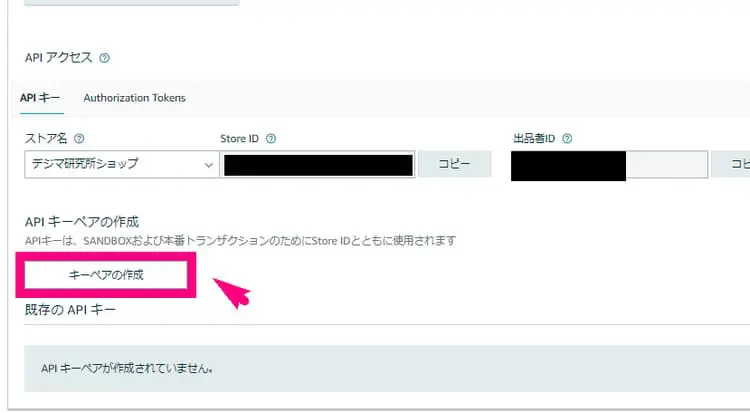 API アクセス
API キー Authorization Tokens
ストア名 Store ID 出品者ID
デジマ研究所ショップ コピー コピ
API キーペアの作成
APIキーは、SANDBOXおよび本番トランザクションのためにStore IDとともに使用されます
キーペアの作成
既存の API キー
API キーペアが作成されていません。